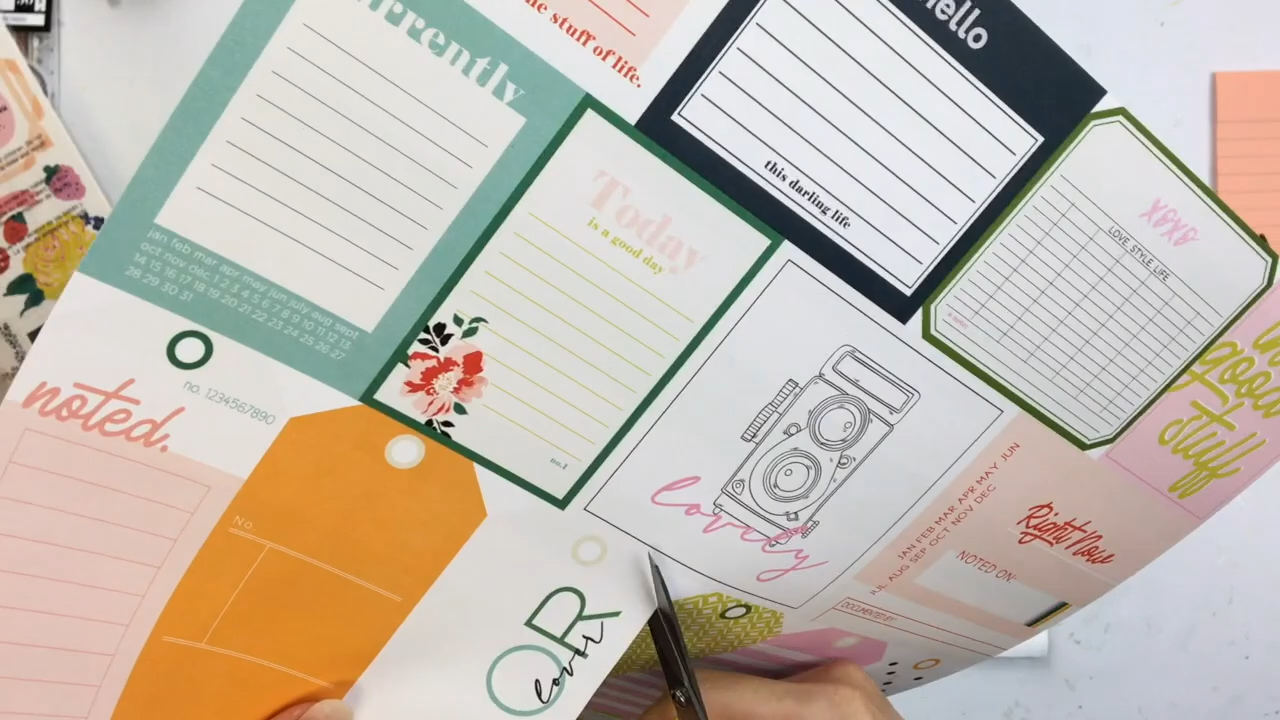 urrently
the stuff of life.
hello
this darling life
Today
is a good day
no.1
XOXO
LOVE, STYLE, LIFE
jan feb mar apr may jun july aug sept
oct nov dec 1 2 3 4 5 6 7 8 9 10 11 12 13
14 15 16 17 18 19 20 21 22 23 24 25 26 27
28 29 30 31
no. 1234567890
noted.
No.
lovely
good
stuff
JAN FEB MAR APR MAY JUN
JUL AUG SEP OCT NOV DEC
Right Now
NOTED ON:
DOCUMENTED BY:
OR